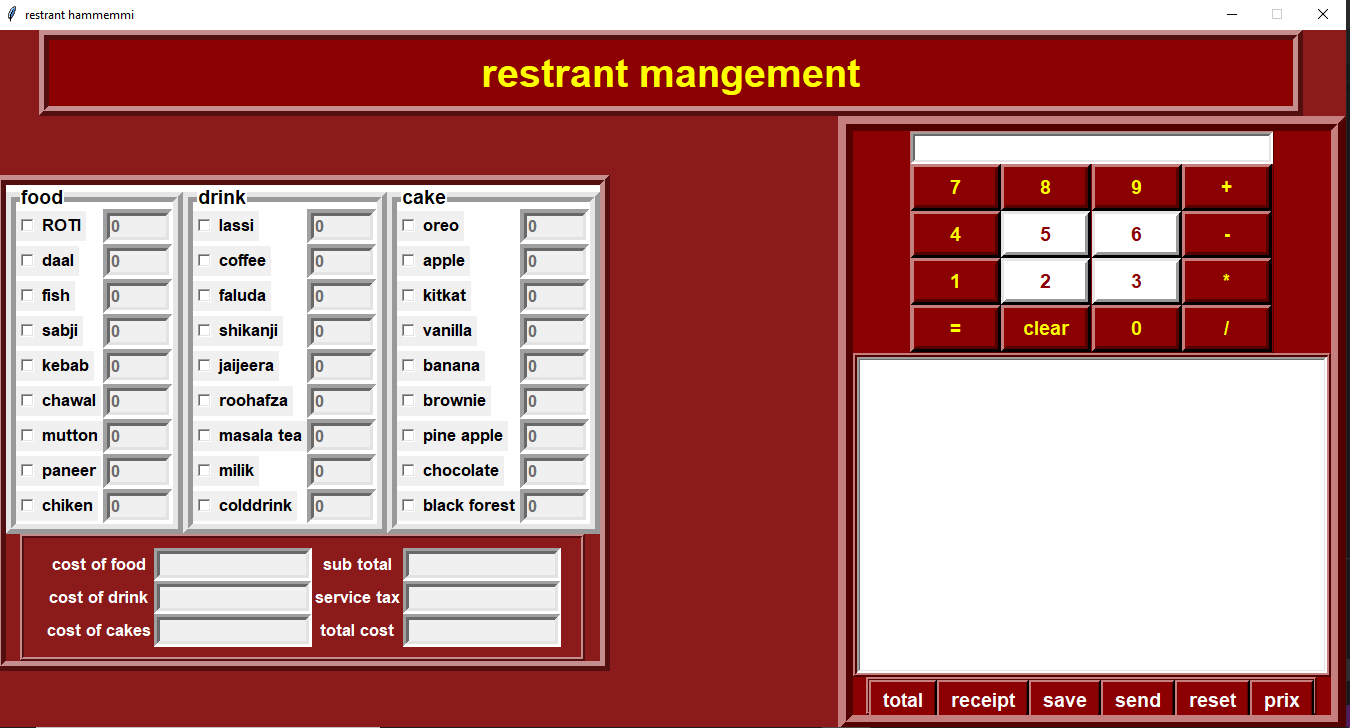 restrant hammemmi
restrant mangement
food drink cake
ROTI 0 lassi 0 oreo 0
daal 0 coffee 0 apple 0
fish 0 faluda 0 kitkat 0
sabji 0 shikanji 0 vanilla 0
kebab 0 jaijeera 0 banana 0
chawal 0 roohafza 0 brownie 0
mutton 0 masala tea 0 pine apple 0
paneer 0 milik 0 chocolate 0
chiken 0 colddrink 0 black forest 0
cost of food sub total
cost of drink service tax
cost of cakes total cost
7 8 9 +
4 5 6 -
1 2 3 *
= clear 0 /
total receipt save send reset prix